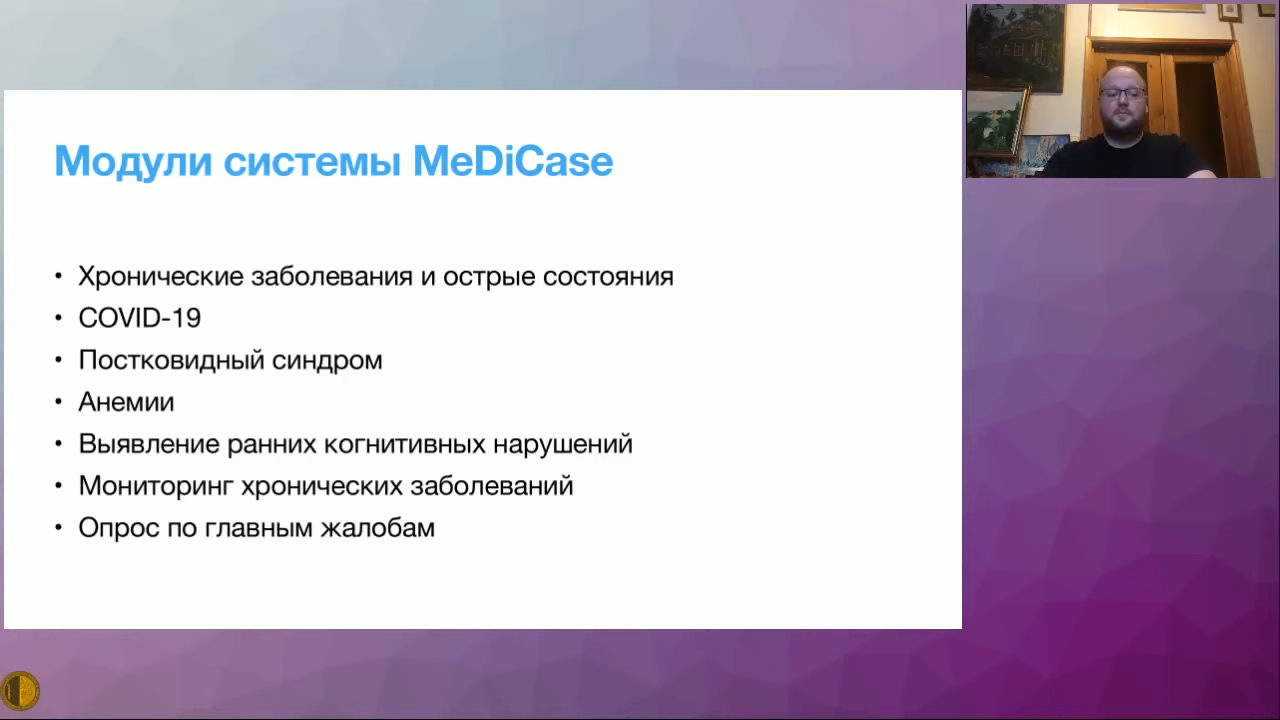 Модули системы MeDiCase
• Хронические заболевания и острые состояния
• COVID-19
• Постковидный синдром
• Анемии
• Выявление ранних когнитивных нарушений
• Мониторинг хронических заболеваний
• Опрос по главным жалобам